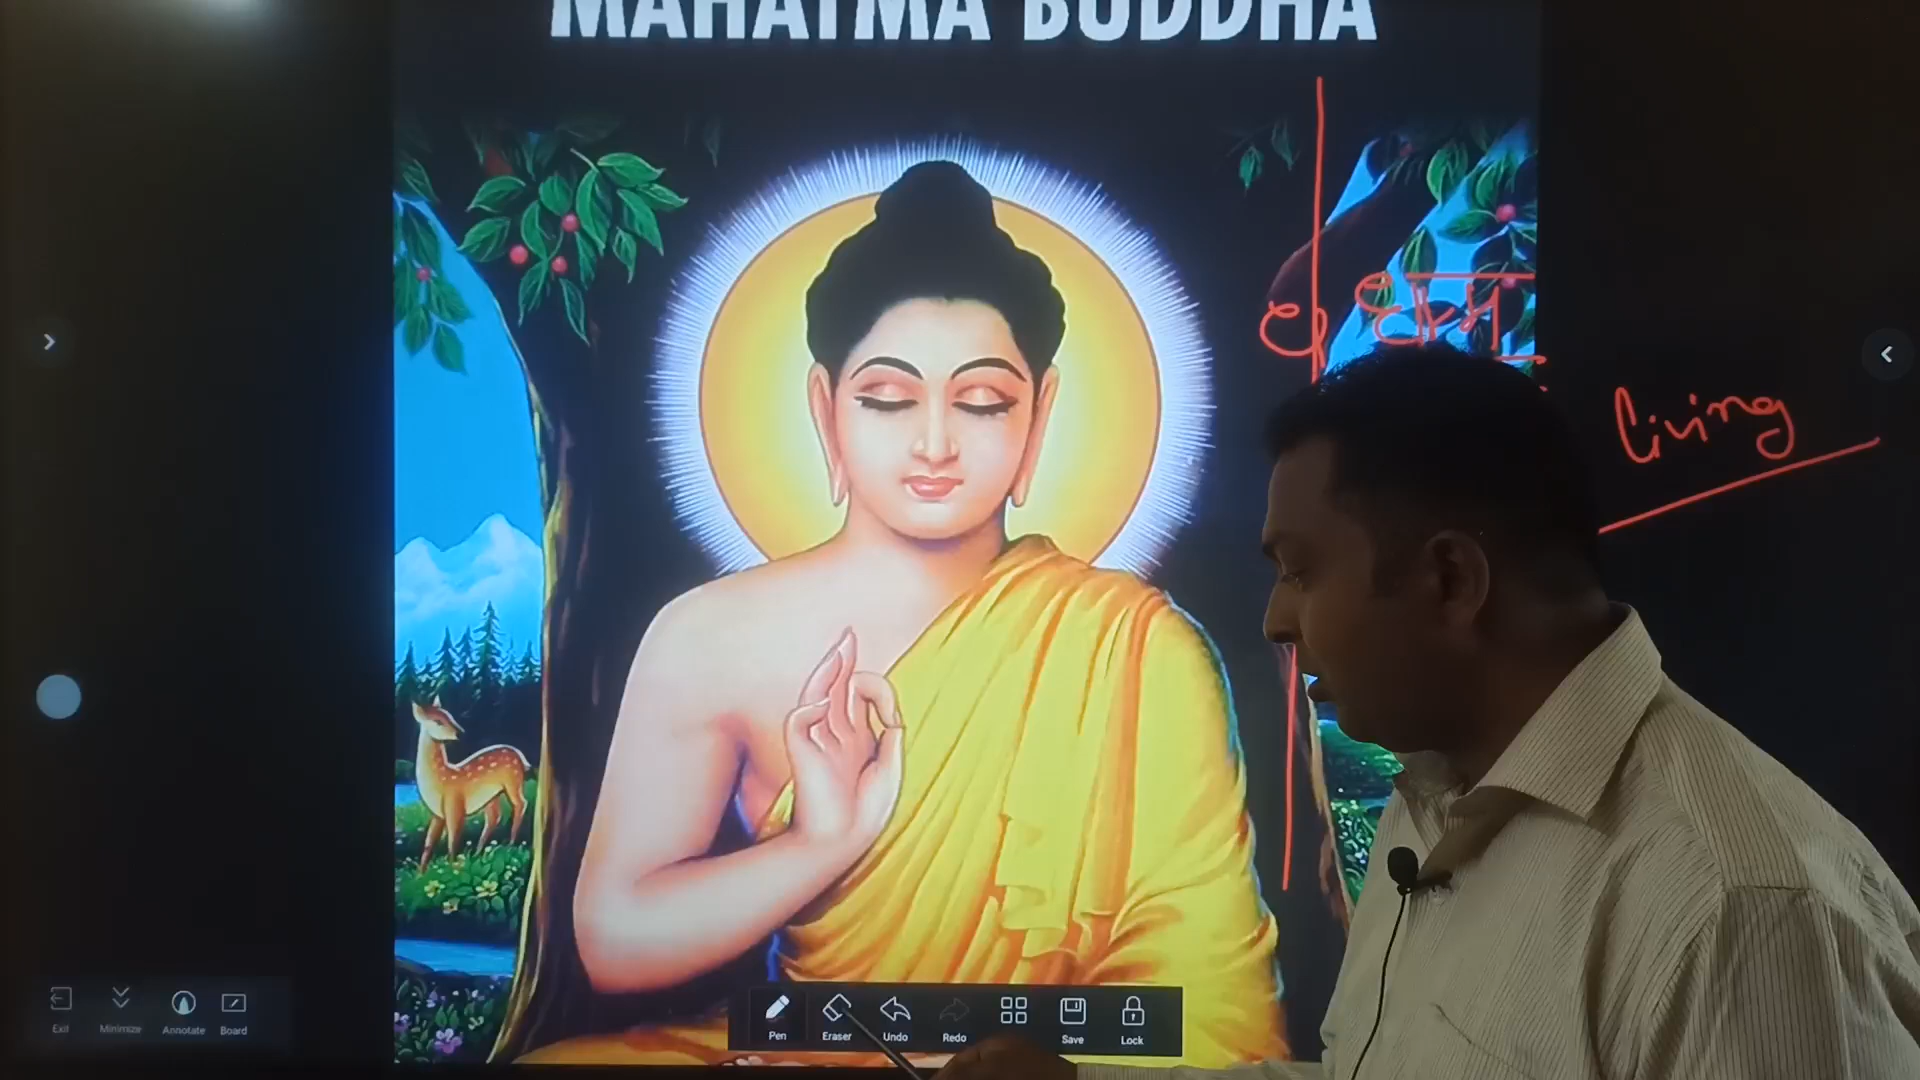 MAHATMA BUDDHA
living
Exit
Minimize
Annotate
Board
Pen
Eraser
Undo
Redo
Save
Lock